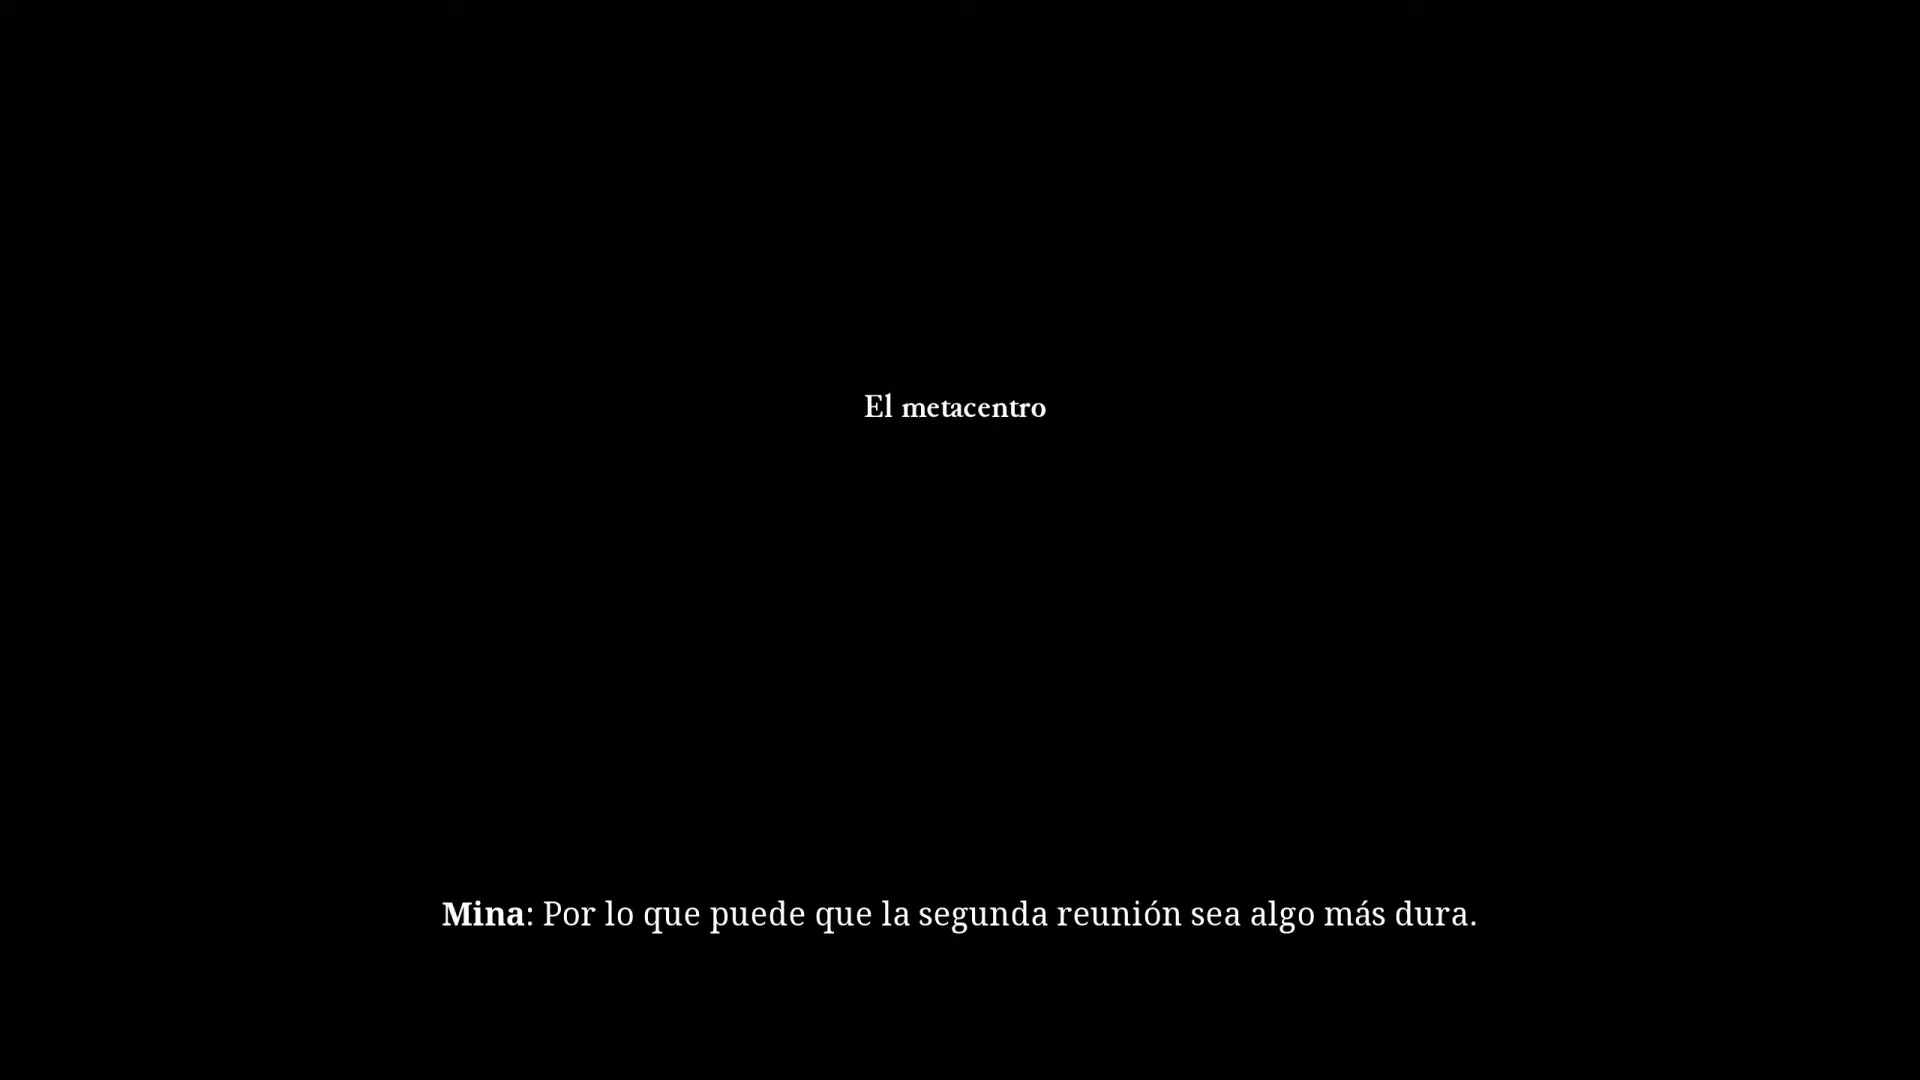 El metacentro
Mina: Por lo que puede que la segunda reunión sea algo más dura.